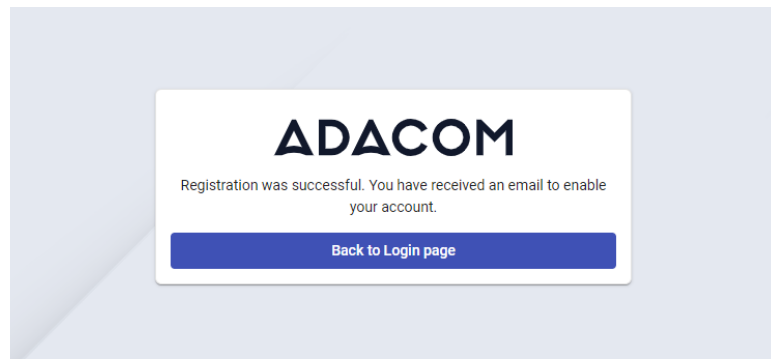 ADACOM
Registration was successful. You have received an email to enable
your account.
Back to Login page